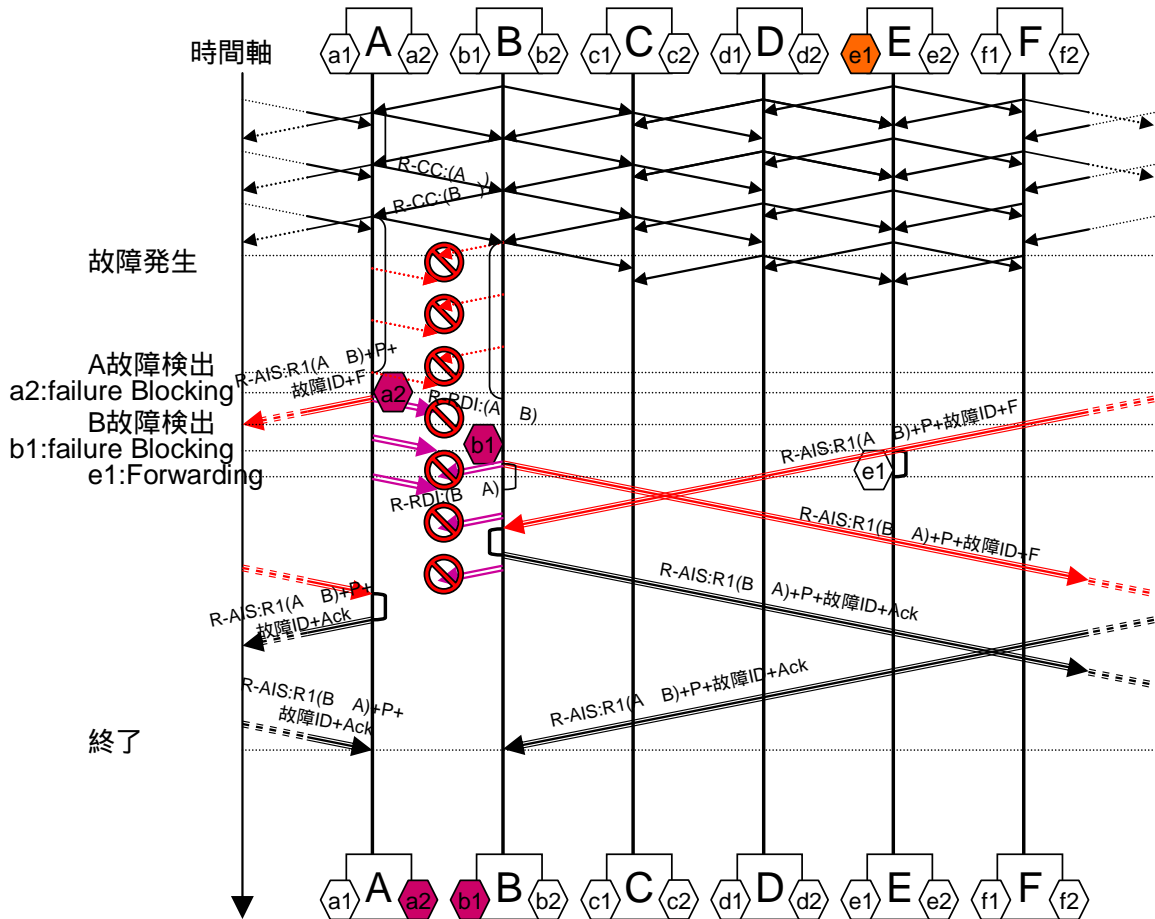 A B C D E F
a1 a2 b1 b2 c1 c2 d1 d2 e1 e2 f1 f2
時間軸
R-CC:(A )
R-CC:(B )
故障発生
A故障検出
a2:failure Blocking
B故障検出
b1:failure Blocking
e1:Forwarding
R-AIS:R1(A B)+P+
故障ID+F
a2
R-RDI:(A B)
b1
R-AIS:R1(A B)+P+故障ID+F
e1
R-RDI:(B A)
R-AIS:R1(B A)+P+故障ID+F
R-AIS:R1(B A)+P+故障ID+Ack
R-AIS:R1(A B)+P+
故障ID+Ack
R-AIS:R1(A B)+P+故障ID+Ack
R-AIS:R1(B A)+P+
故障ID+Ack
終了
A B C D E F
a1 a2 b1 b2 c1 c2 d1 d2 e1 e2 f1 f2